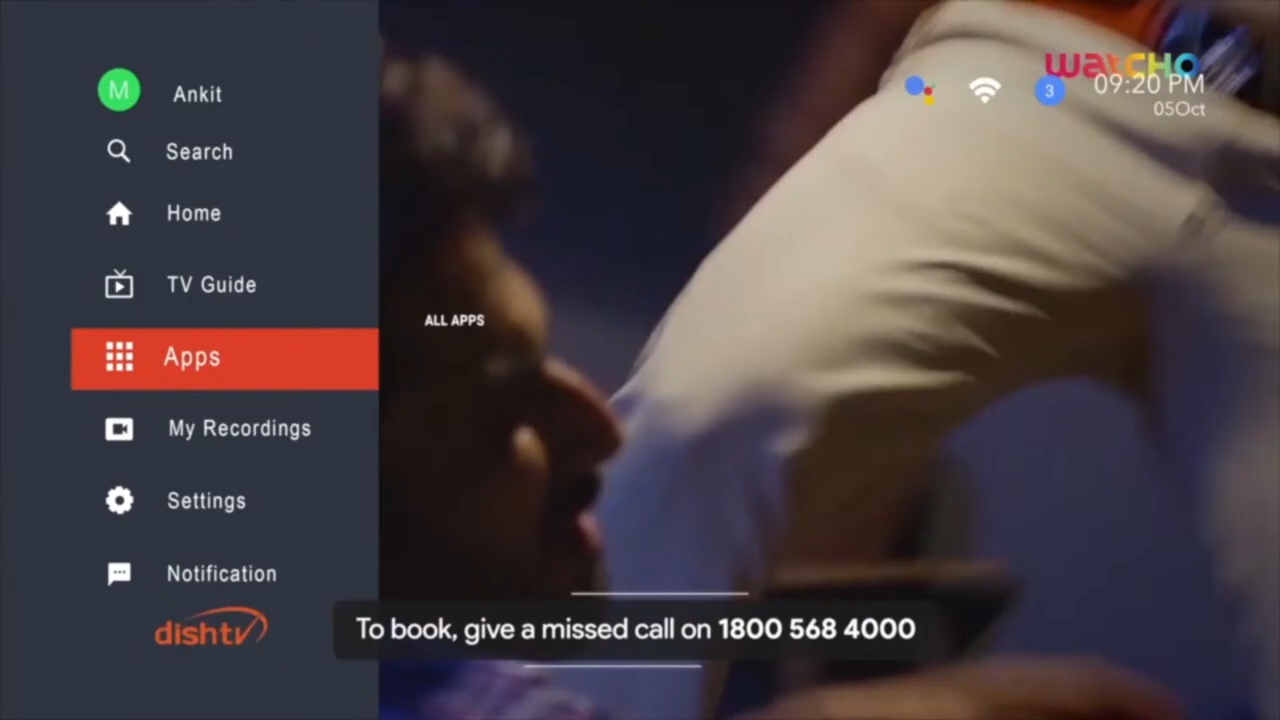 M
Ankit
Search
Home
TV Guide
Apps
My Recordings
Settings
Notification
dishtv
ALL APPS
WATCHO
3
09:20 PM
05Oct
To book, give a missed call on 1800 568 4000